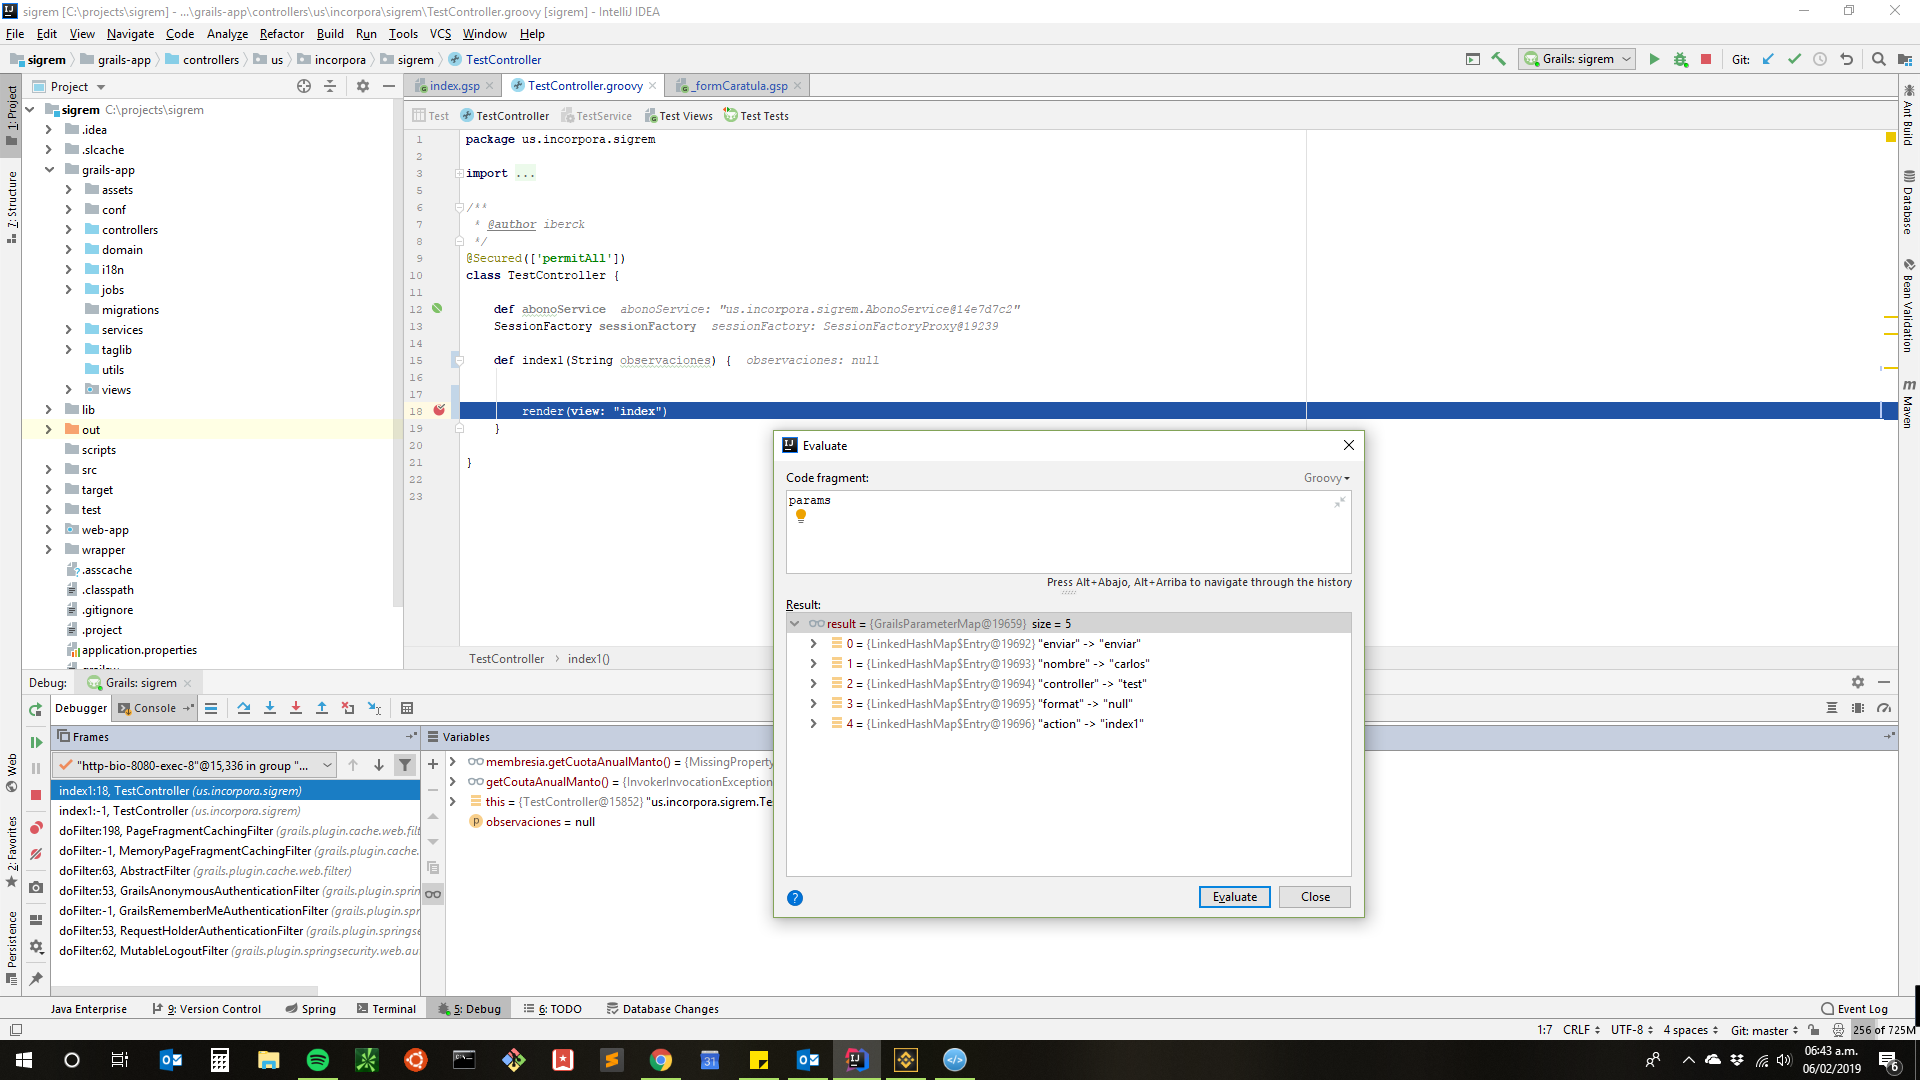 sigrem [C:\projects\sigrem] - ...\grails-app\controllers\us\incorpora\sigrem\TestController.groovy [sigrem] - IntelliJ IDEA
File Edit View Navigate Code Analyze Refactor Build Run Tools VCS Window Help
sigrem grails-app controllers us incorpora sigrem TestController
Grails: sigrem Git:
Project
index.gsp TestController.groovy _formCaratula.gsp
Test TestController TestService Test Views Test Tests
1: Project
7: Structure
Web
2: Favorites
Persistence
sigrem C:\projects\sigrem
.idea
.slcache
grails-app
assets
conf
controllers
domain
i18n
jobs
migrations
services
taglib
utils
views
lib
out
scripts
src
target
test
web-app
wrapper
.asscache
.classpath
.gitignore
.project
application.properties
1 package us.incorpora.sigrem
2
3 import ...
5
6 /**
7 * @author iberck
8 */
9 @Secured(['permitAll'])
10 class TestController {
11
12 def abonoService abonoService: "us.incorpora.sigrem.AbonoService@14e7d7c2"
13 SessionFactory sessionFactory sessionFactory: SessionFactoryProxy@19239
14
15 def index1(String observaciones) { observaciones: null
16
17
18 render(view: "index")
19 }
20
21 }
22
23
TestController › index1()
Ant Build
Database
Bean Validation
Maven
Evaluate
Code fragment: Groovy
params
Press Alt+Abajo, Alt+Arriba to navigate through the history
Result:
result = {GrailsParameterMap@19659} size = 5
0 = {LinkedHashMap$Entry@19692} "enviar" -> "enviar"
1 = {LinkedHashMap$Entry@19693} "nombre" -> "carlos"
2 = {LinkedHashMap$Entry@19694} "controller" -> "test"
3 = {LinkedHashMap$Entry@19695} "format" -> "null"
4 = {LinkedHashMap$Entry@19696} "action" -> "index1"
Evaluate Close
Debug: Grails: sigrem
Debugger Console
Frames
"http-bio-8080-exec-8"@15,336 in group "...
index1:18, TestController (us.incorpora.sigrem)
index1:-1, TestController (us.incorpora.sigrem)
doFilter:198, PageFragmentCachingFilter (grails.plugin.cache.web.filt
doFilter:-1, MemoryPageFragmentCachingFilter (grails.plugin.cache.
doFilter:63, AbstractFilter (grails.plugin.cache.web.filter)
doFilter:53, GrailsAnonymousAuthenticationFilter (grails.plugin.sprin
doFilter:-1, GrailsRememberMeAuthenticationFilter (grails.plugin.spr
doFilter:53, RequestHolderAuthenticationFilter (grails.plugin.springse
doFilter:62, MutableLogoutFilter (grails.plugin.springsecurity.web.au
Variables
membresia.getCuotaAnualManto() = {MissingProperty
getCoutaAnualManto() = {InvokerInvocationException
this = {TestController@15852} "us.incorpora.sigrem.Te
observaciones = null
Java Enterprise 9: Version Control Spring Terminal 5: Debug 6: TODO Database Changes Event Log
1:7 CRLF UTF-8 4 spaces Git: master 256 of 725M
06:43 a.m.
06/02/2019
6